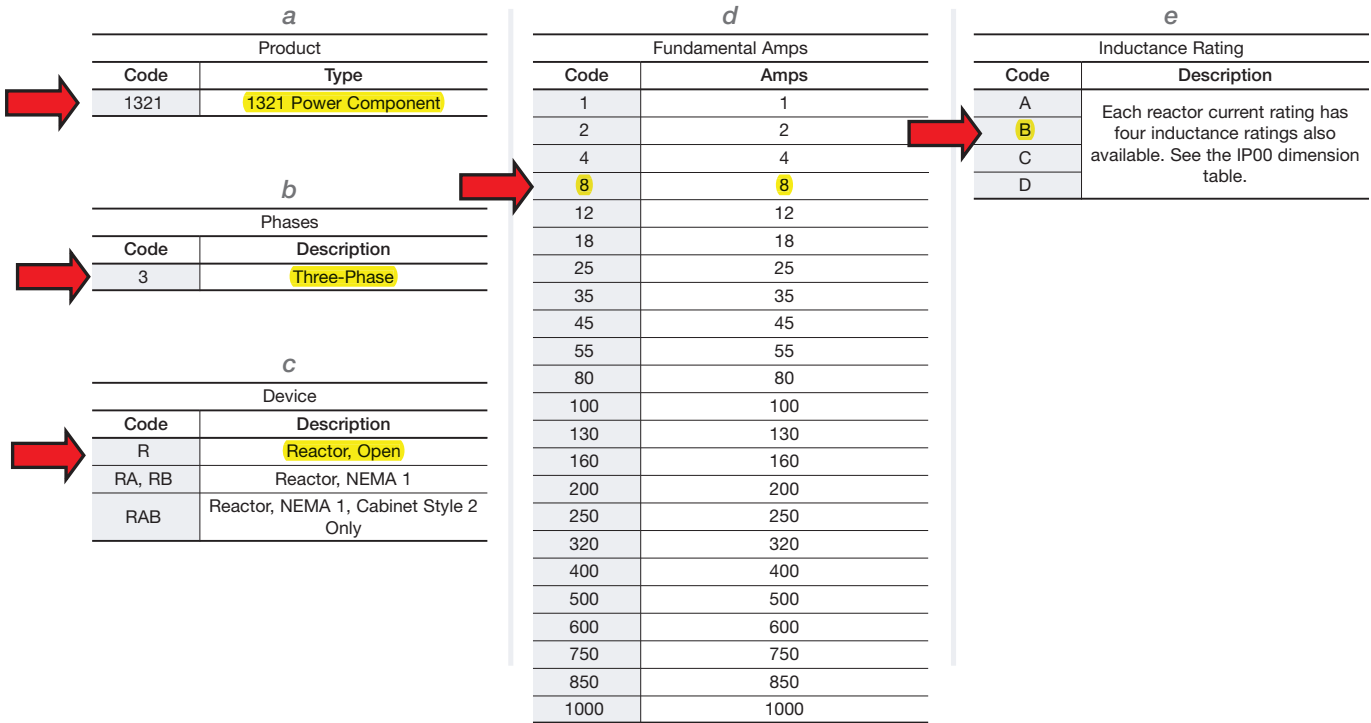 a
Product
Code Type
1321 1321 Power Component
b
Phases
Code Description
3 Three-Phase
c
Device
Code Description
R Reactor, Open
RA, RB Reactor, NEMA 1
RAB Reactor, NEMA 1, Cabinet Style 2
Only
d
Fundamental Amps
Code Amps
1 1
2 2
4 4
8 8
12 12
18 18
25 25
35 35
45 45
55 55
80 80
100 100
130 130
160 160
200 200
250 250
320 320
400 400
500 500
600 600
750 750
850 850
1000 1000
e
Inductance Rating
Code Description
A
B
C
D
Each reactor current rating has
four inductance ratings also
available. See the IP00 dimension
table.